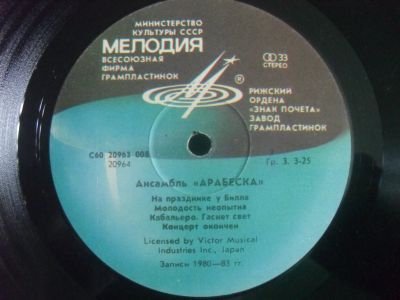 МИНИСТЕРСТВО
КУЛЬТУРЫ СССР
МЕЛОДИЯ
ВСЕСОЮЗНАЯ
ФИРМА
ГРАМПЛАСТИНОК
33
СТЕРЕО
РИЖСКИЙ
ОРДЕНА
«ЗНАК ПОЧЕТА»
ЗАВОД
ГРАМПЛАСТИНОК
С60 20963 008
20964
Гр. 3. 3-25
Ансамбль «АРАБЕСКА»
На празднике у Билла
Молодость неопытна
Кабальеро. Гаснет свет
Концерт окончен
Licensed by Victor Musical
Industries Inc., Japan
Записи 1980—83 гг.